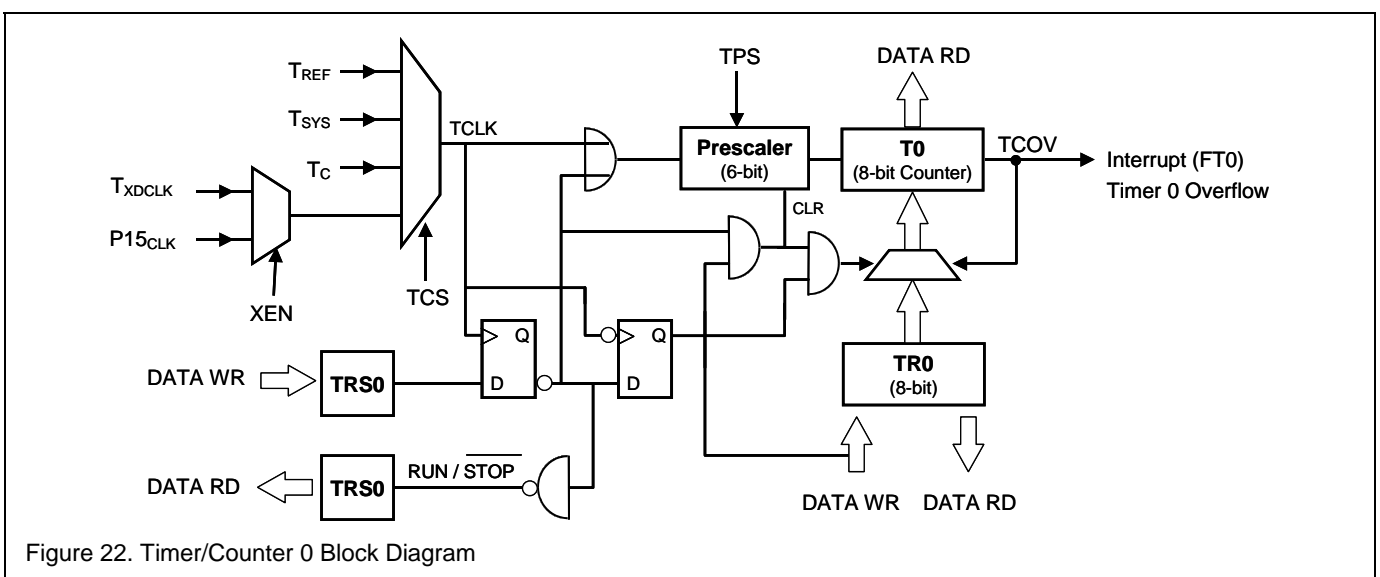 TREF
TSYS
TC
TXDCLK
P15CLK
XEN
TCS
TCLK
TPS
Prescaler
(6-bit)
CLR
DATA RD
T0
(8-bit Counter)
TCOV
Interrupt (FT0)
Timer 0 Overflow
TR0
(8-bit)
DATA WR DATA RD
DATA WR
TRS0
Q
D
Q
D
DATA RD
TRS0
RUN / STOP
Figure 22. Timer/Counter 0 Block Diagram